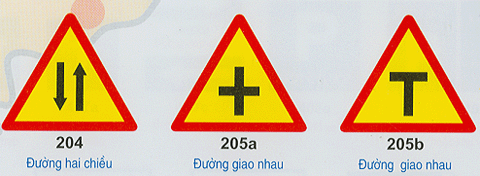 204 205a 205b
Đường hai chiều Đường giao nhau Đường giao nhau